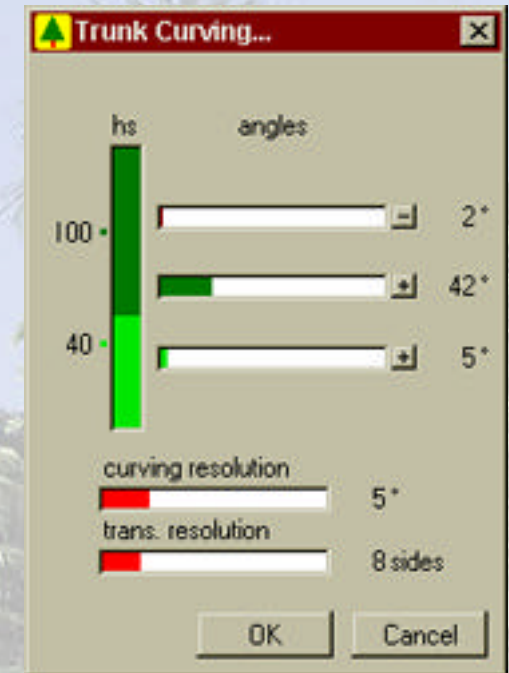 Trunk Curving...
hs angles
100 - 2°
+ 42°
40 + 5°
curving resolution
5°
trans. resolution
8 sides
OK Cancel